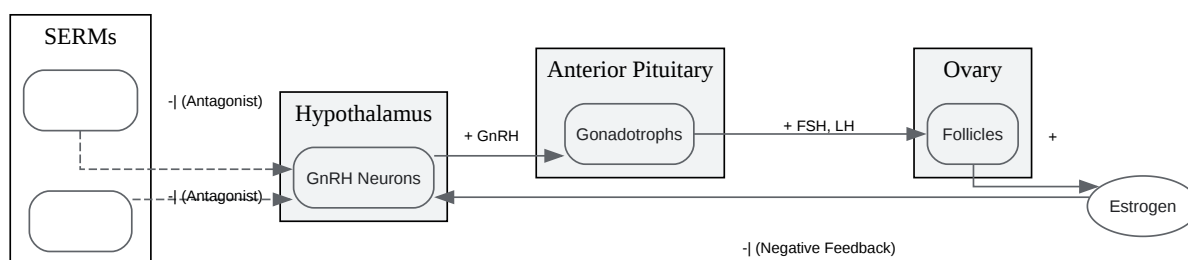 SERMs
-| (Antagonist)
-| (Antagonist)
Hypothalamus
GnRH Neurons
+ GnRH
Anterior Pituitary
Gonadotrophs
+ FSH, LH
Ovary
Follicles
+
Estrogen
-| (Negative Feedback)